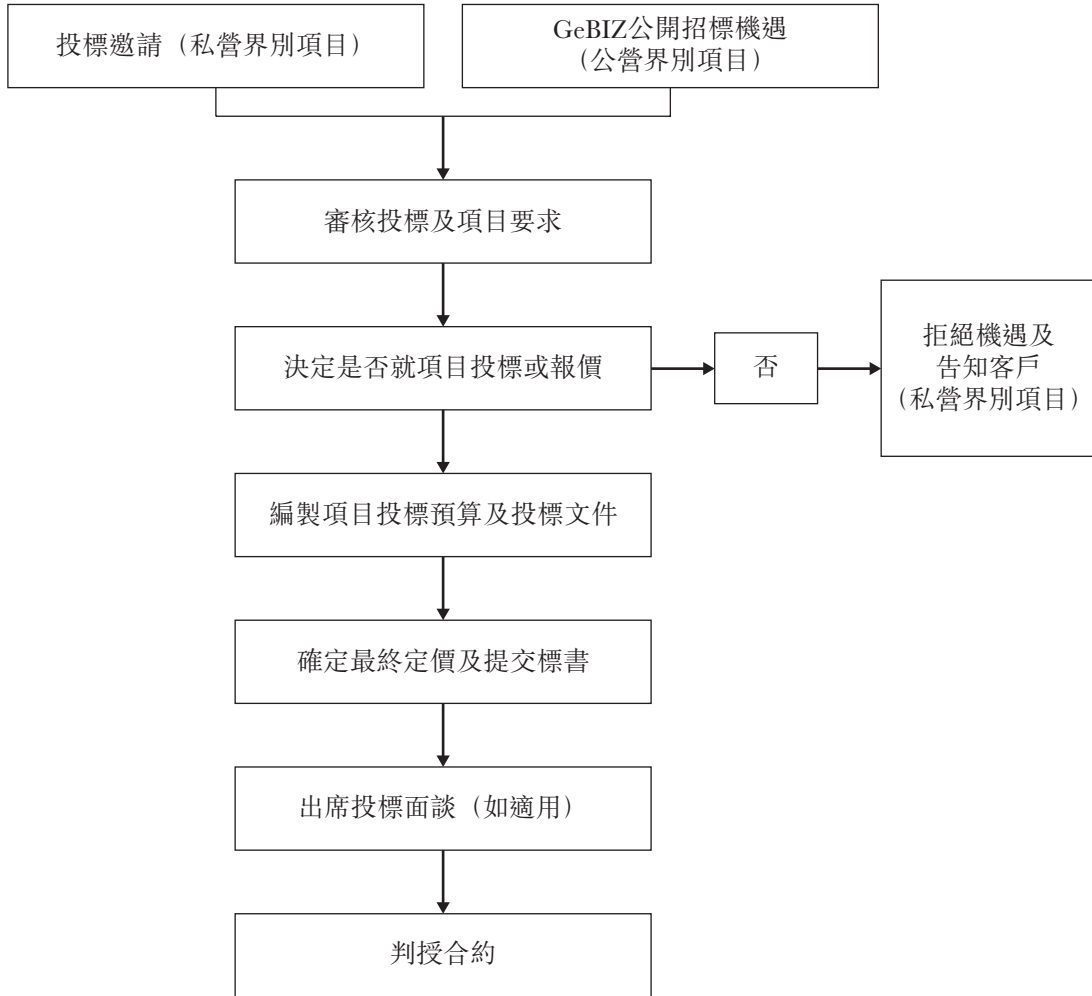 投標邀請（私營界別項目）
GeBIZ公開招標機遇
（公營界別項目）
審核投標及項目要求
決定是否就項目投標或報價
否
拒絕機遇及
告知客戶
（私營界別項目）
編製項目投標預算及投標文件
確定最終定價及提交標書
出席投標面談（如適用）
判授合約